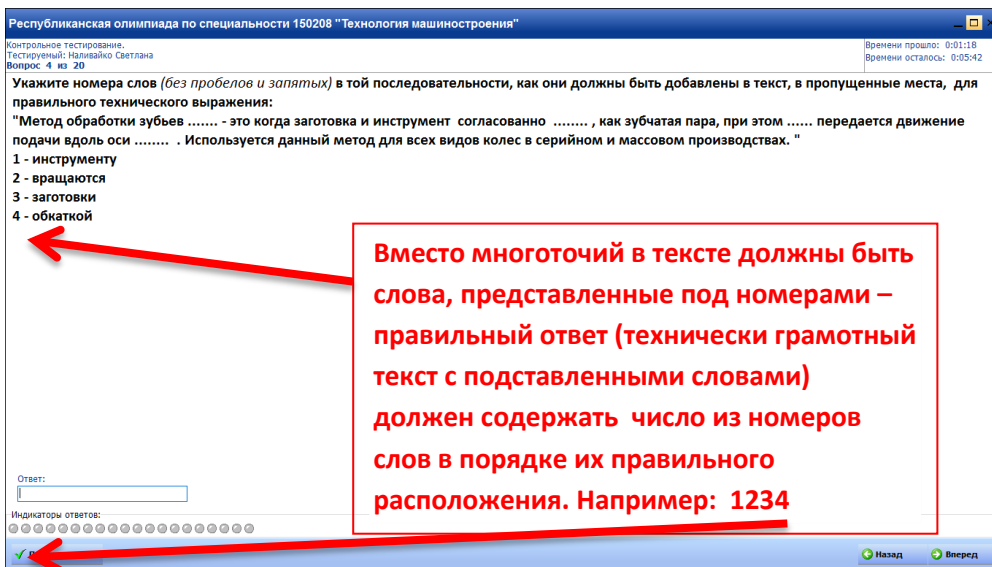 Республиканская олимпиада по специальности 150208 "Технология машиностроения"
Контрольное тестирование.
Тестируемый: Наливайко Светлана
Вопрос 4 из 20
Времени прошло: 0:01:18
Времени осталось: 0:05:42
Укажите номера слов (без пробелов и запятых) в той последовательности, как они должны быть добавлены в текст, в пропущенные места, для
правильного технического выражения:
"Метод обработки зубьев ....... - это когда заготовка и инструмент согласованно ........ , как зубчатая пара, при этом ...... передается движение
подачи вдоль оси ........ . Используется данный метод для всех видов колес в серийном и массовом производствах. "
1 - инструменту
2 - вращаются
3 - заготовки
4 - обкаткой
Вместо многоточий в тексте должны быть
слова, представленные под номерами –
правильный ответ (технически грамотный
текст с подставленными словами)
должен содержать число из номеров
слов в порядке их правильного
расположения. Например: 1234
Ответ:
Индикаторы ответов:
Назад
Вперед